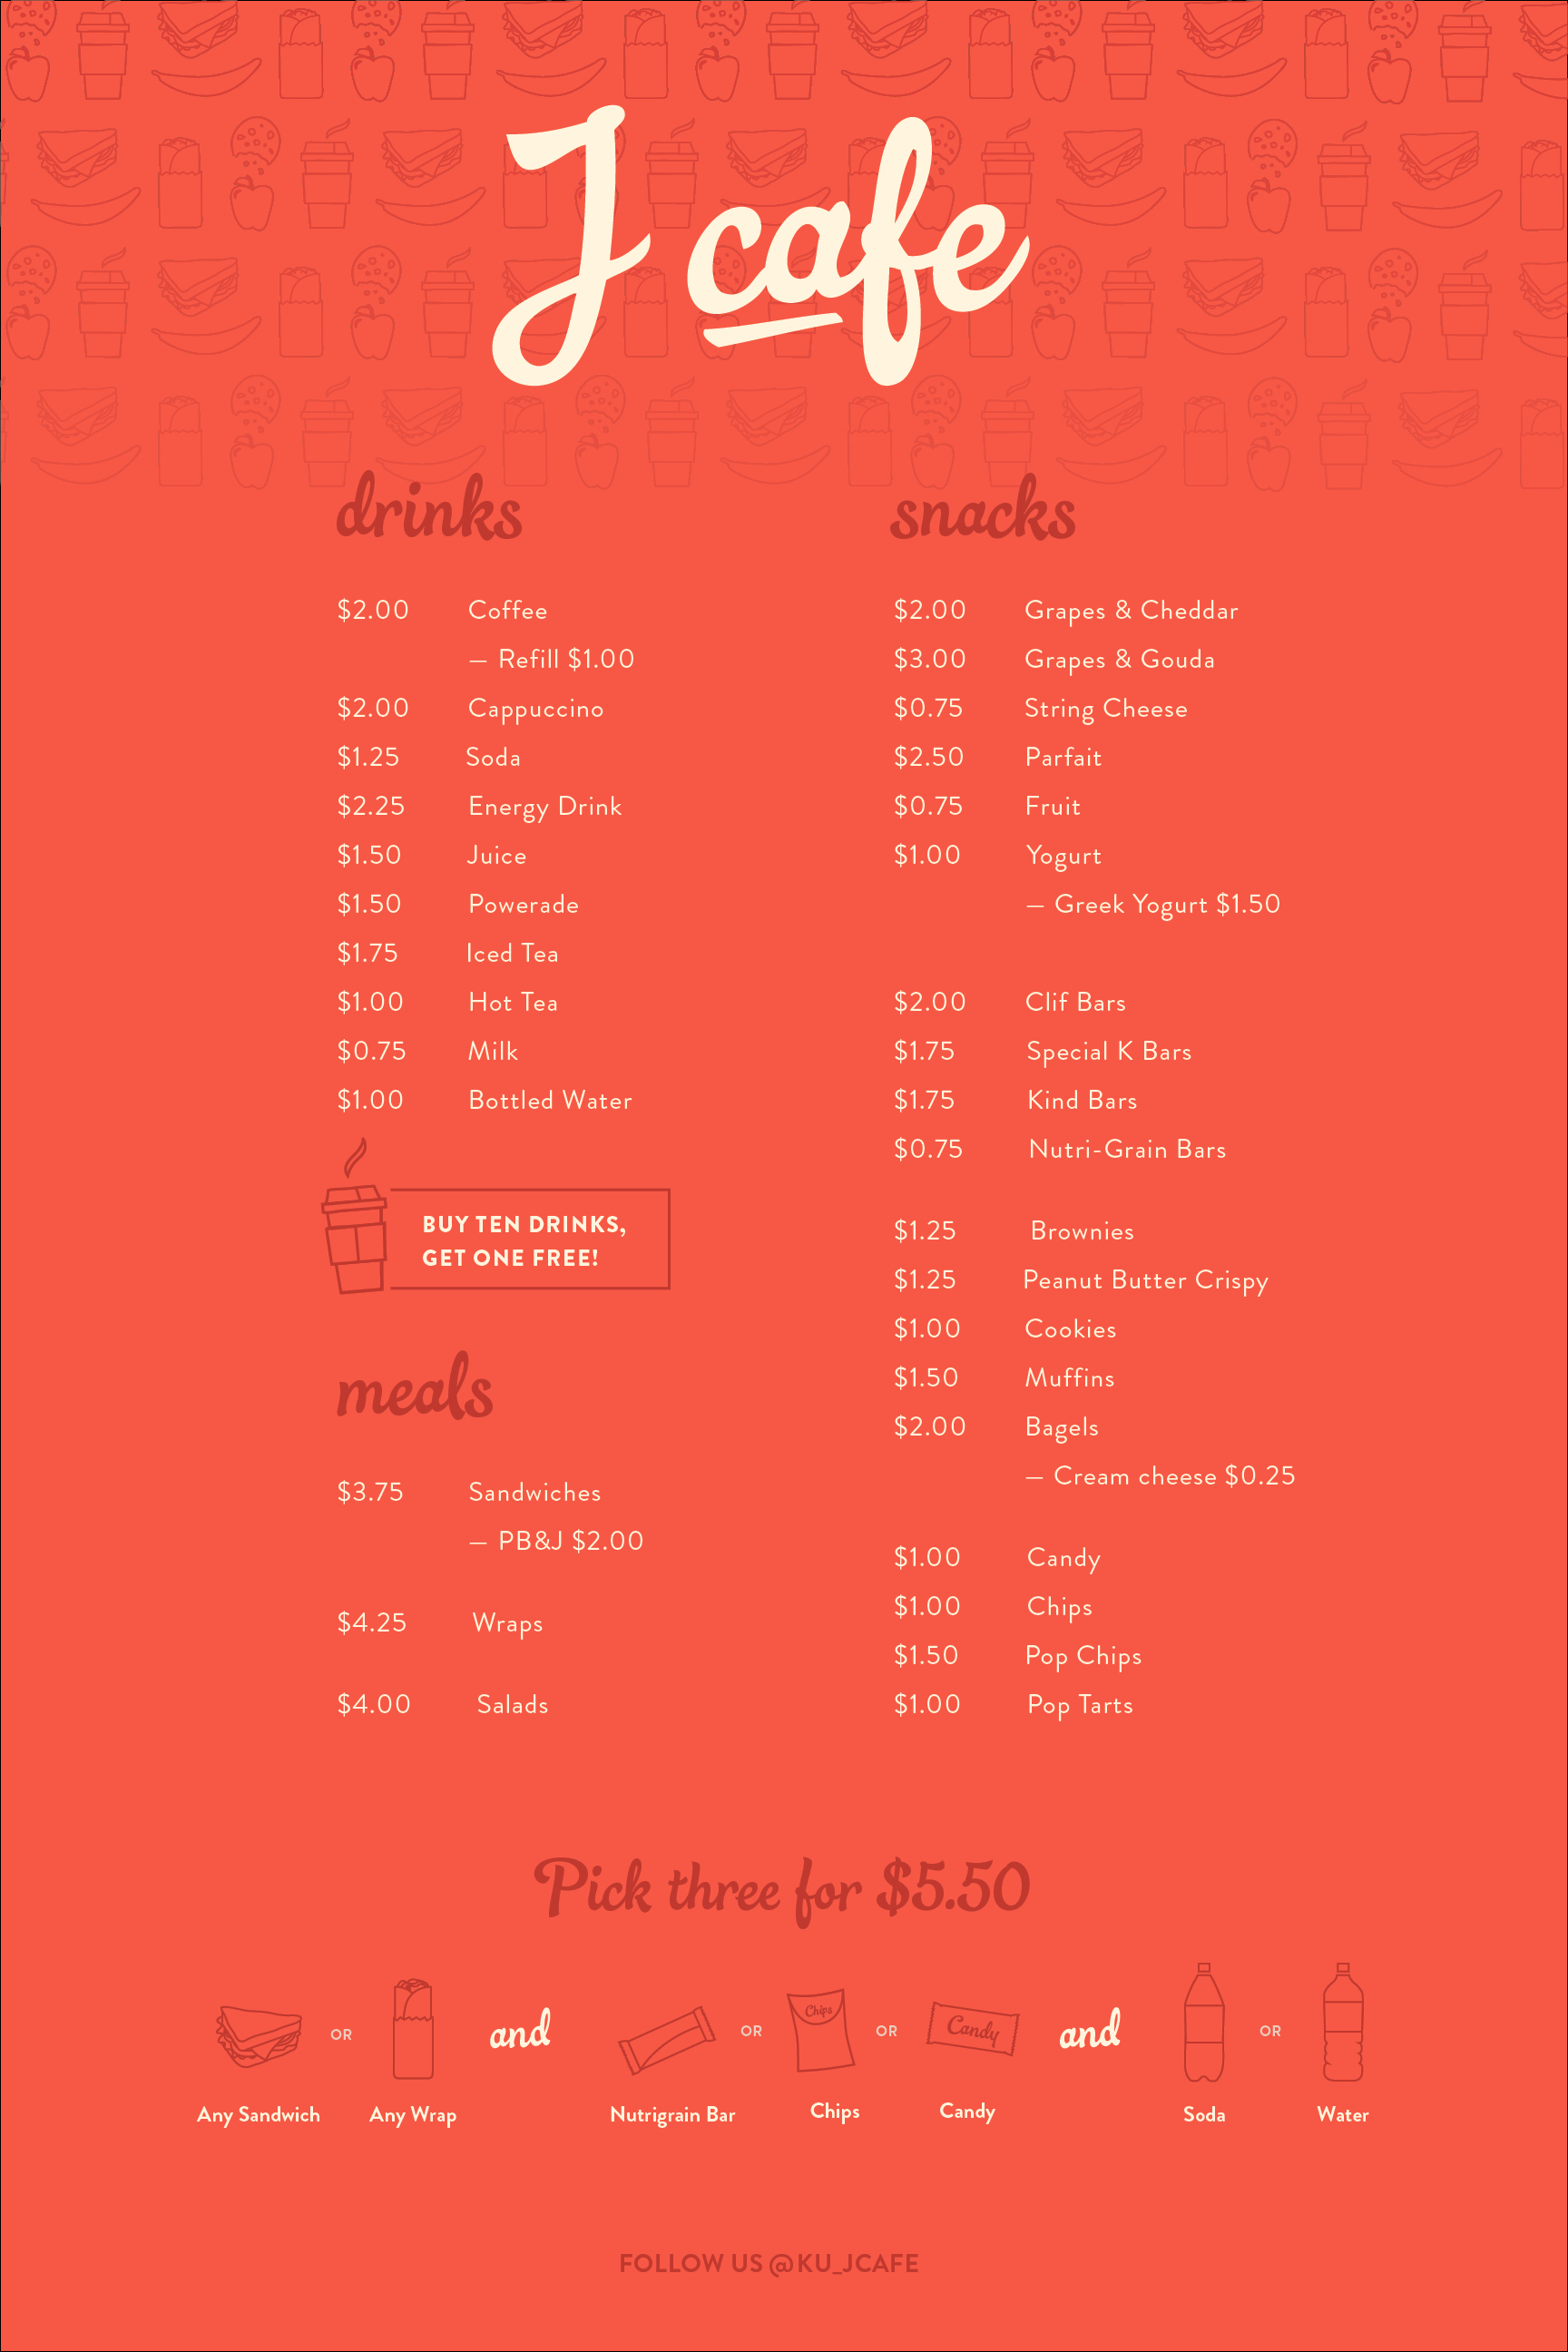 J cafe
drinks
$2.00 Coffee
— Refill $1.00
$2.00 Cappuccino
$1.25 Soda
$2.25 Energy Drink
$1.50 Juice
$1.50 Powerade
$1.75 Iced Tea
$1.00 Hot Tea
$0.75 Milk
$1.00 Bottled Water
BUY TEN DRINKS,
GET ONE FREE!
meals
$3.75 Sandwiches
— PB&J $2.00
$4.25 Wraps
$4.00 Salads
snacks
$2.00 Grapes & Cheddar
$3.00 Grapes & Gouda
$0.75 String Cheese
$2.50 Parfait
$0.75 Fruit
$1.00 Yogurt
— Greek Yogurt $1.50
$2.00 Clif Bars
$1.75 Special K Bars
$1.75 Kind Bars
$0.75 Nutri-Grain Bars
$1.25 Brownies
$1.25 Peanut Butter Crispy
$1.00 Cookies
$1.50 Muffins
$2.00 Bagels
— Cream cheese $0.25
$1.00 Candy
$1.00 Chips
$1.50 Pop Chips
$1.00 Pop Tarts
Pick three for $5.50
OR and OR Chips OR Candy and OR
Any Sandwich Any Wrap Nutrigrain Bar Chips Candy Soda Water
FOLLOW US @KU_JCAFE